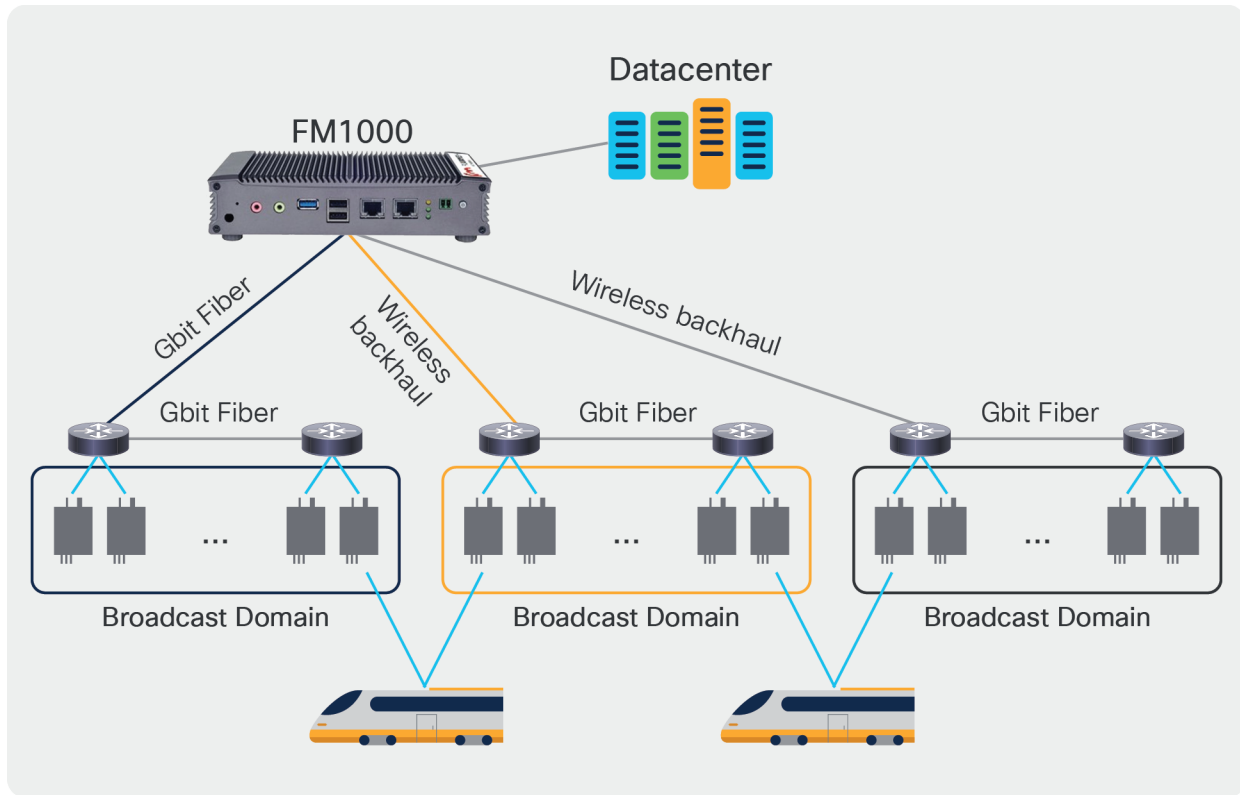 Datacenter
FM1000
Gbit Fiber
Wireless
backhaul
Wireless backhaul
Gbit Fiber
Gbit Fiber
Gbit Fiber
...
...
...
Broadcast Domain
Broadcast Domain
Broadcast Domain